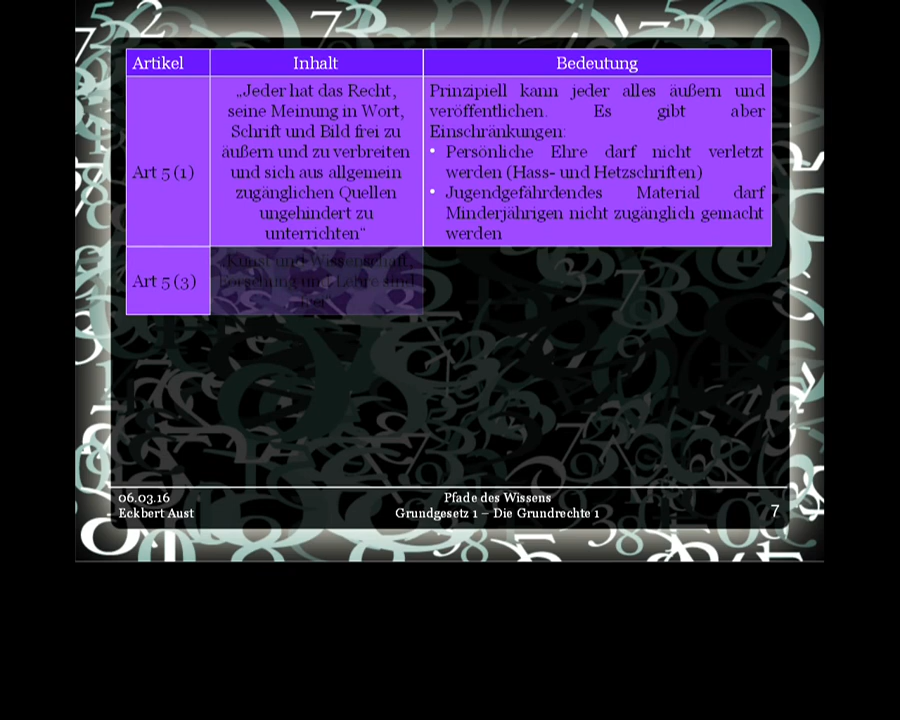 Artikel
Inhalt
Bedeutung
Art 5 (1)
„Jeder hat das Recht,
seine Meinung in Wort,
Schrift und Bild frei zu
äußern und zu verbreiten
und sich aus allgemein
zugänglichen Quellen
ungehindert zu
unterrichten“
Prinzipiell kann jeder alles äußern und
veröffentlichen. Es gibt aber
Einschränkungen:
• Persönliche Ehre darf nicht verletzt
werden (Hass- und Hetzschriften)
• Jugendgefährdendes Material darf
Minderjährigen nicht zugänglich gemacht
werden
Art 5 (3)
„Kunst und Wissenschaft,
Forschung und Lehre sind
06.03.16
Eckbert Aust
Pfade des Wissens
Grundgesetz 1 – Die Grundrechte 1
7